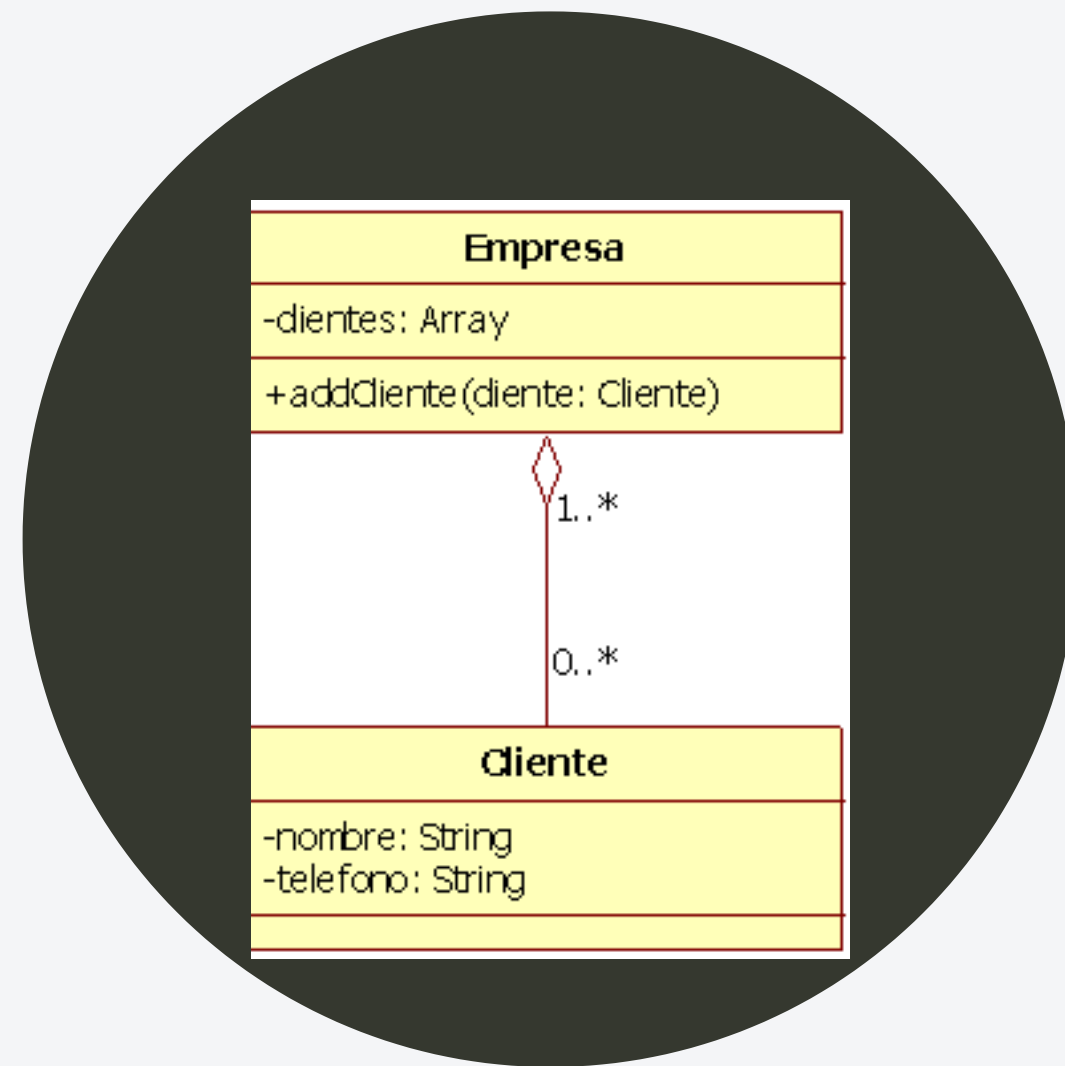 Empresa
-clientes: Array
+addCliente(cliente: Cliente)
1..*
0..*
Cliente
-nombre: String
-telefono: String